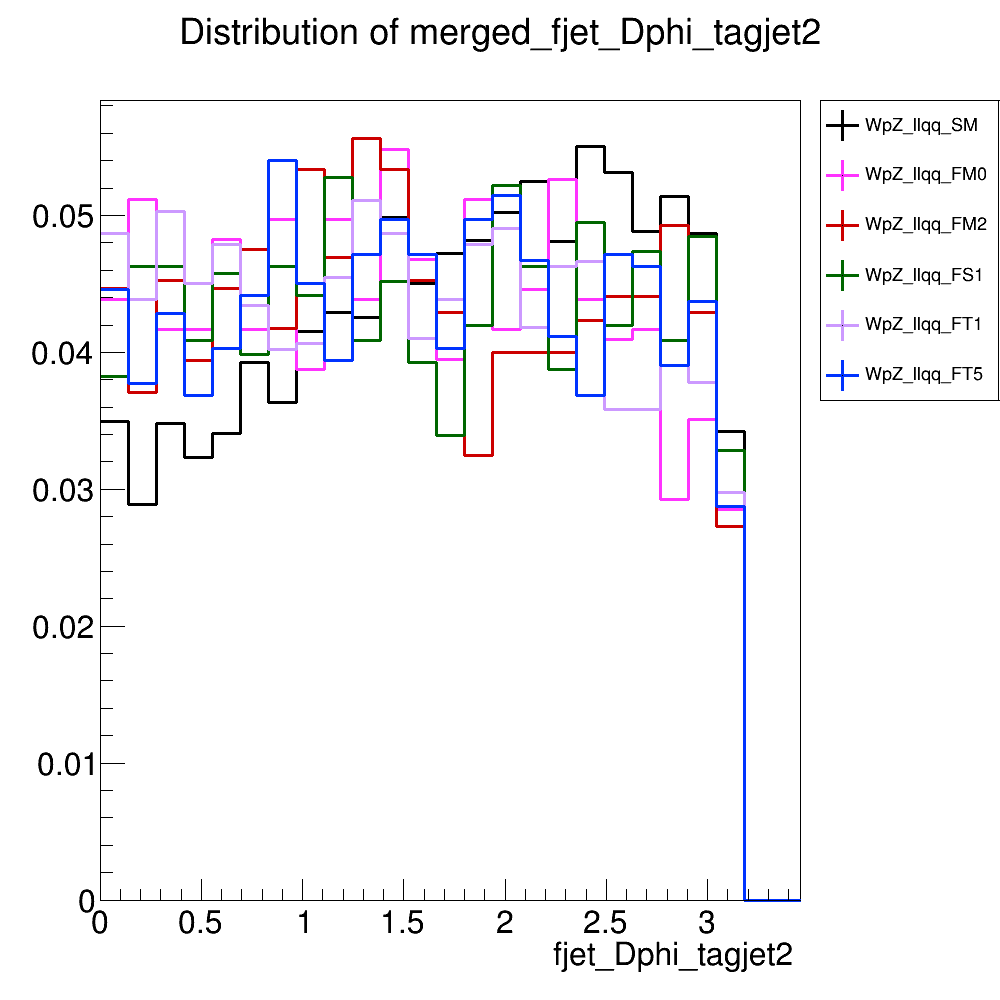 Distribution of merged_fjet_Dphi_tagjet2
WpZ_llqq_SM
WpZ_llqq_FM0
WpZ_llqq_FM2
WpZ_llqq_FS1
WpZ_llqq_FT1
WpZ_llqq_FT5
0.05
0.04
0.03
0.02
0.01
0
0 0.5 1 1.5 2 2.5 3
fjet_Dphi_tagjet2